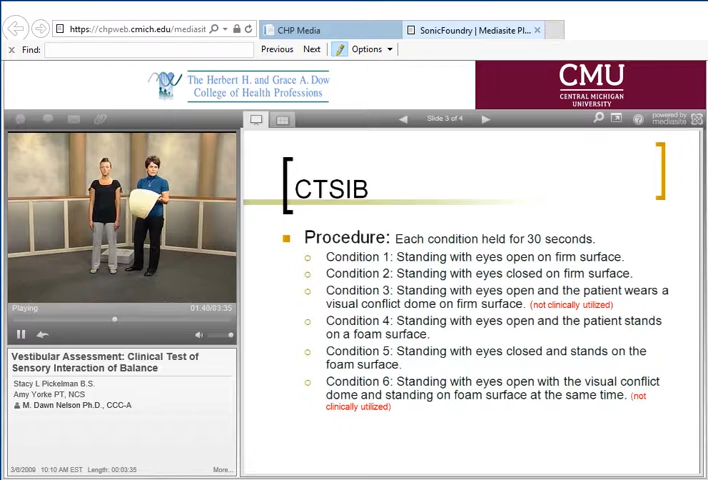 https://chpweb.cmich.edu/mediasit
CHP Media
SonicFoundry | Mediasite Pl...
Find:
Previous
Next
Options
The Herbert H. and Grace A. Dow
College of Health Professions
CMU
CENTRAL MICHIGAN
UNIVERSITY
Slide 3 of 4
powered by
mediasite
CTSIB
Procedure: Each condition held for 30 seconds.
Condition 1: Standing with eyes open on firm surface.
Condition 2: Standing with eyes closed on firm surface.
Condition 3: Standing with eyes open and the patient wears a
visual conflict dome on firm surface. (not clinically utilized)
Condition 4: Standing with eyes open and the patient stands
on a foam surface.
Condition 5: Standing with eyes closed and stands on the
foam surface.
Condition 6: Standing with eyes open with the visual conflict
dome and standing on foam surface at the same time. (not
clinically utilized)
Playing
01:46/03:35
Vestibular Assessment: Clinical Test of
Sensory Interaction of Balance
Stacy L Pickelman B.S.
Amy Yorke PT, NCS
M. Dawn Nelson Ph.D., CCC-A
3/6/2009 10:10 AM EST Length: 00:03:35
More...